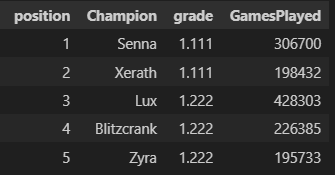 position Champion grade GamesPlayed
1 Senna 1.111 306700
2 Xerath 1.111 198432
3 Lux 1.222 428303
4 Blitzcrank 1.222 226385
5 Zyra 1.222 195733